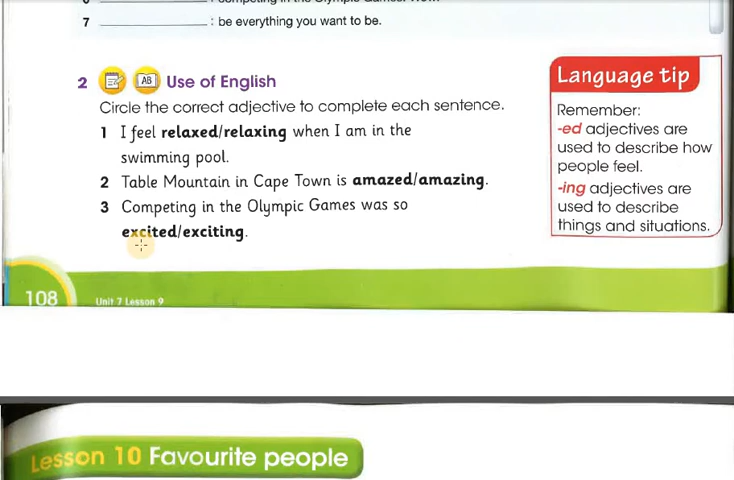 7 : be everything you want to be.
2 AB Use of English
Circle the correct adjective to complete each sentence.
1 I feel relaxed/relaxing when I am in the
swimming pool.
2 Table Mountain in Cape Town is amazed/amazing.
3 Competing in the Olympic Games was so
excited/exciting.
Language tip
Remember:
-ed adjectives are
used to describe how
people feel.
-ing adjectives are
used to describe
things and situations.
108 Unit 7 Lesson 9
Lesson 10 Favourite people